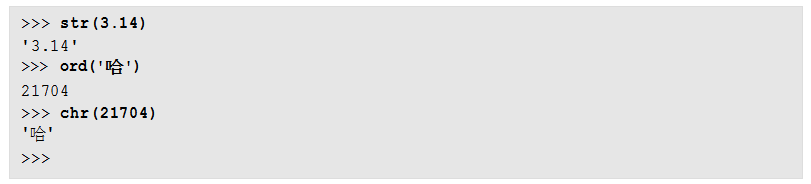 >>> str(3.14)
'3.14'
>>> ord('哈')
21704
>>> chr(21704)
'哈'
>>>